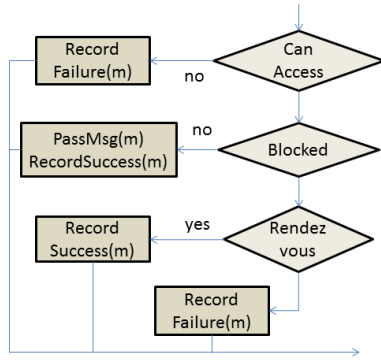 Record
Failure(m)
no
Can
Access
PassMsg(m)
RecordSuccess(m)
no
Blocked
Record
Success(m)
yes
Rendez
vous
Record
Failure(m)